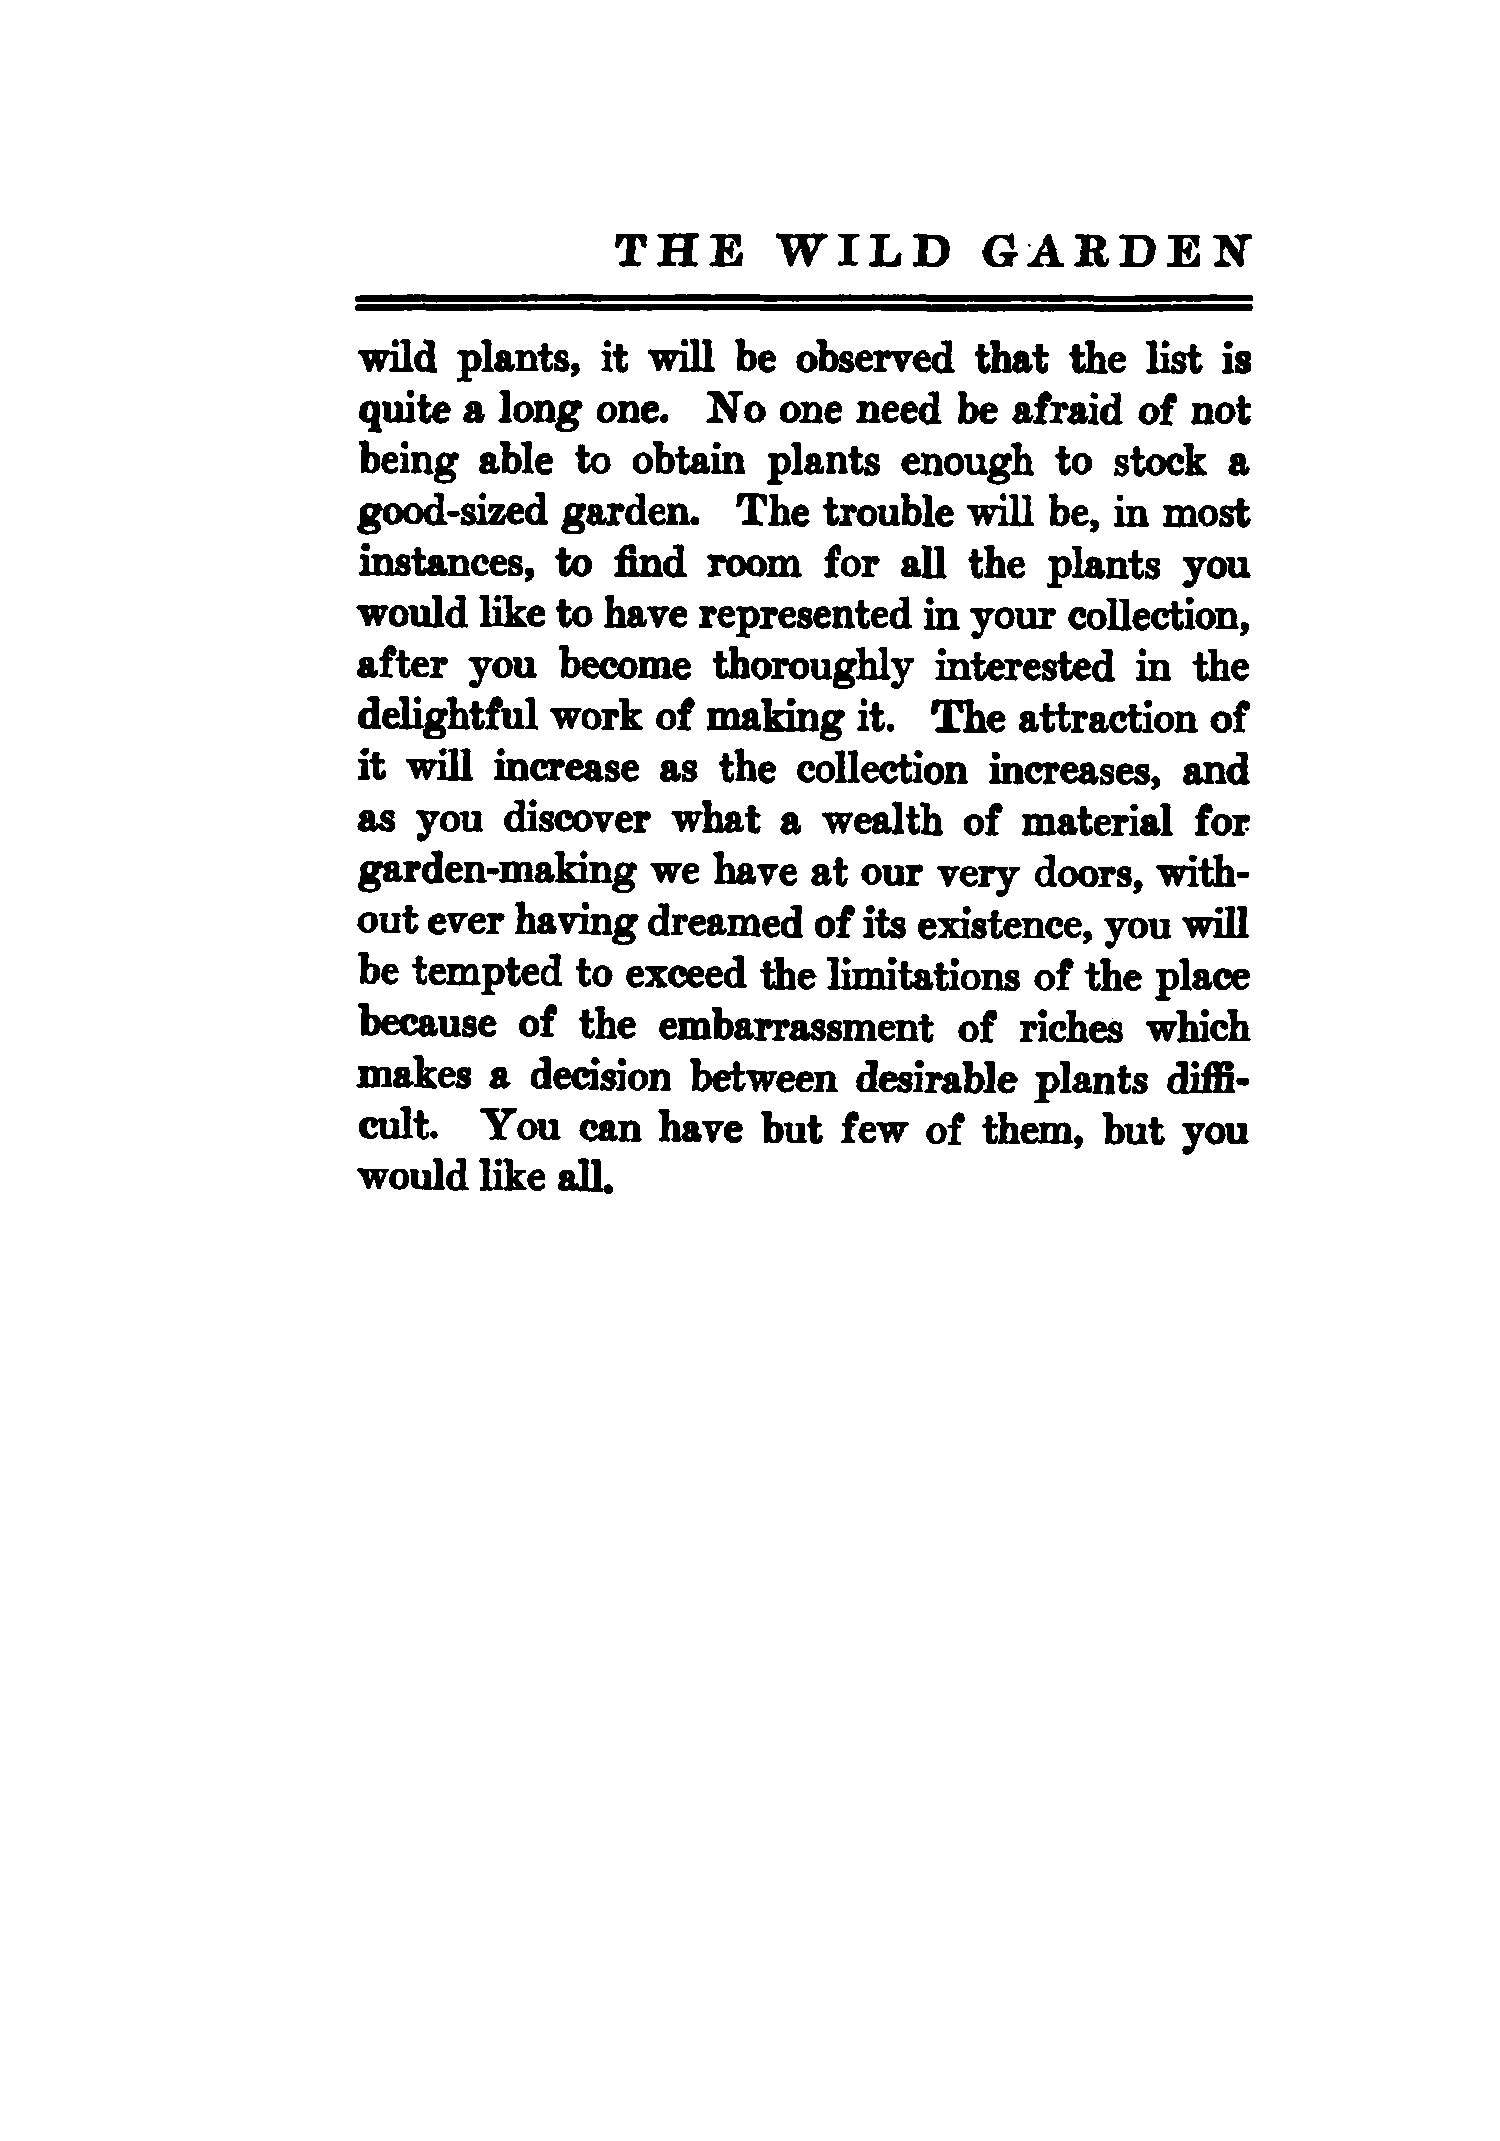 THE WILD GARDEN
wild plants, it will be observed that the list is
quite a long one. No one need be afraid of not
being able to obtain plants enough to stock a
good-sized garden. The trouble will be, in most
instances, to find room for all the plants you
would like to have represented in your collection,
after you become thoroughly interested in the
delightful work of making it. The attraction of
it will increase as the collection increases, and
as you discover what a wealth of material for
garden-making we have at our very doors, with-
out ever having dreamed of its existence, you will
be tempted to exceed the limitations of the place
because of the embarrassment of riches which
makes a decision between desirable plants diffi-
cult. You can have but few of them, but you
would like all.